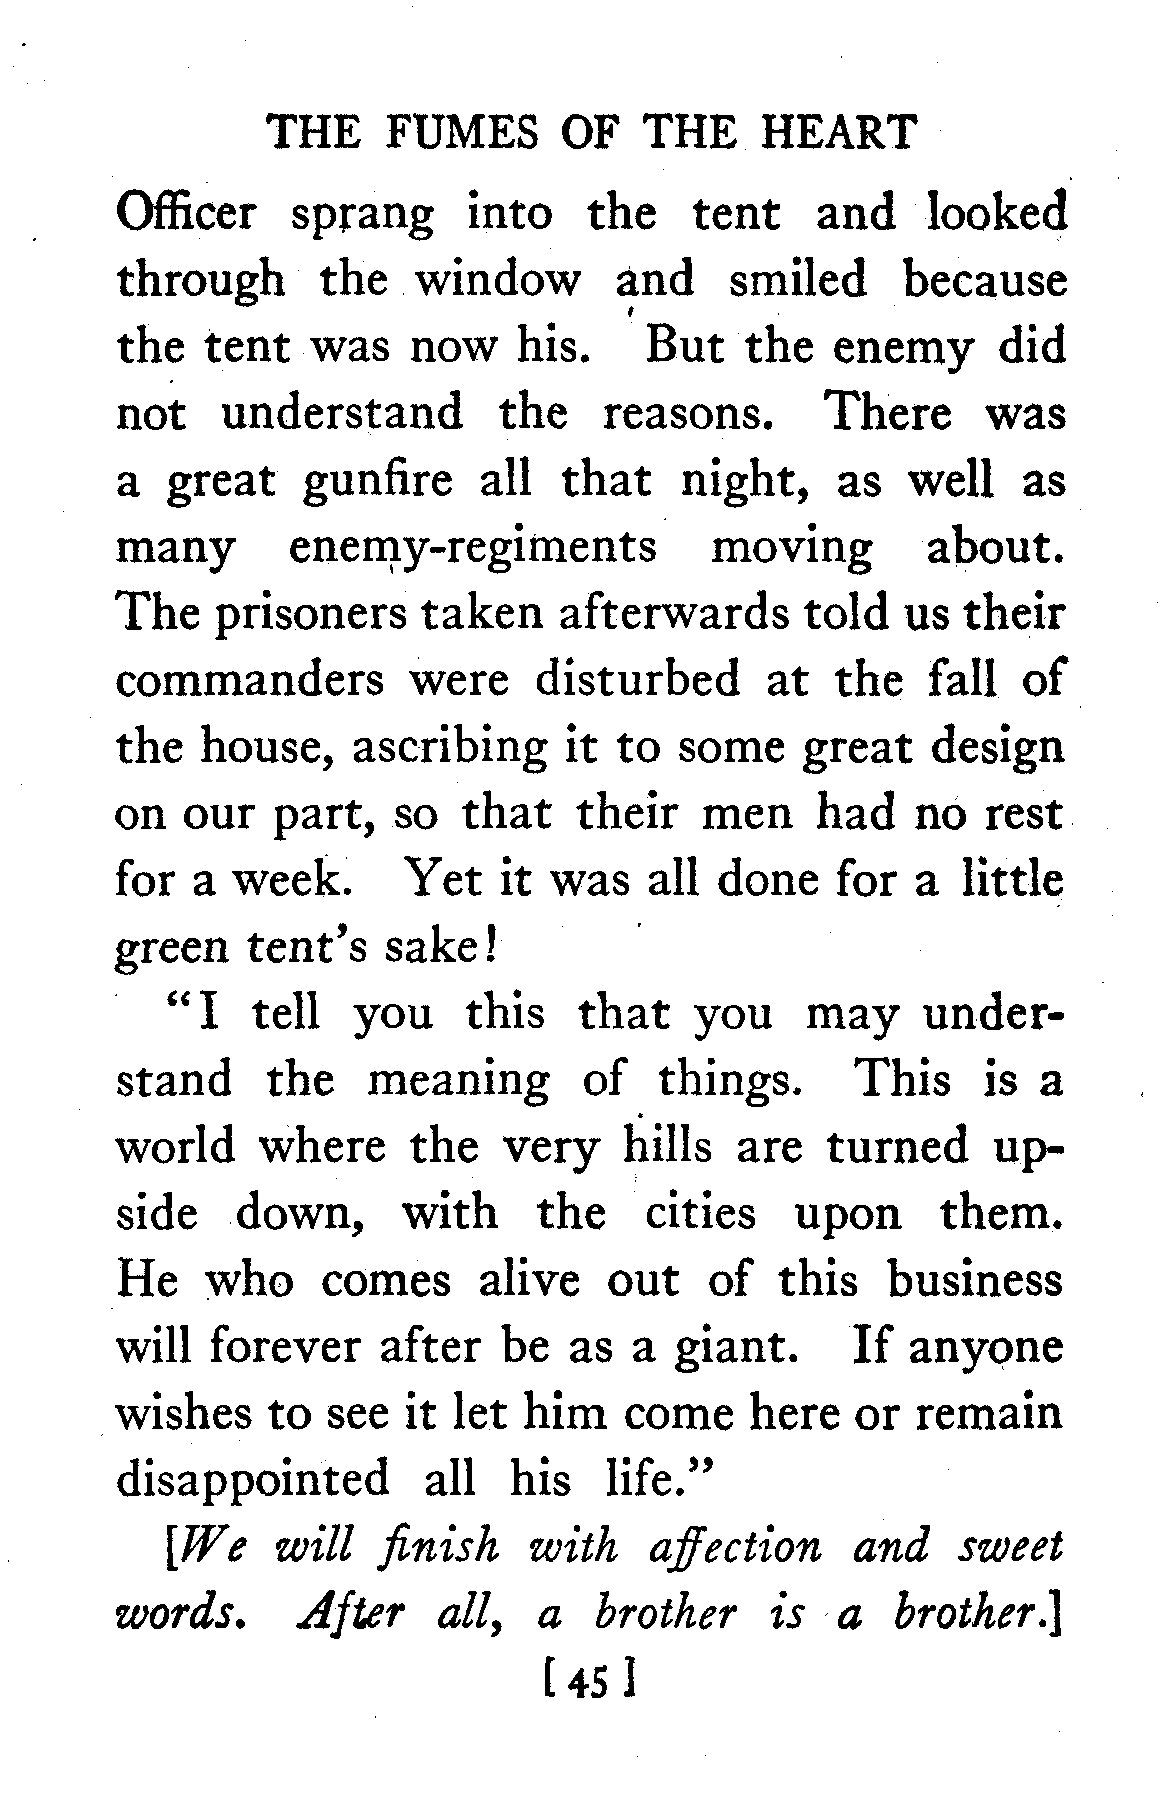 THE FUMES OF THE HEART
Officer sprang into the tent and looked
through the window and smiled because
the tent was now his. But the enemy did
not understand the reasons. There was
a great gunfire all that night, as well as
many enemy-regiments moving about.
The prisoners taken afterwards told us their
commanders were disturbed at the fall of
the house, ascribing it to some great design
on our part, so that their men had no rest
for a week. Yet it was all done for a little
green tent's sake!
"I tell you this that you may under-
stand the meaning of things. This is a
world where the very hills are turned up-
side down, with the cities upon them.
He who comes alive out of this business
will forever after be as a giant. If anyone
wishes to see it let him come here or remain
disappointed all his life."
[We will finish with affection and sweet
words. After all, a brother is a brother.]
[ 45 ]